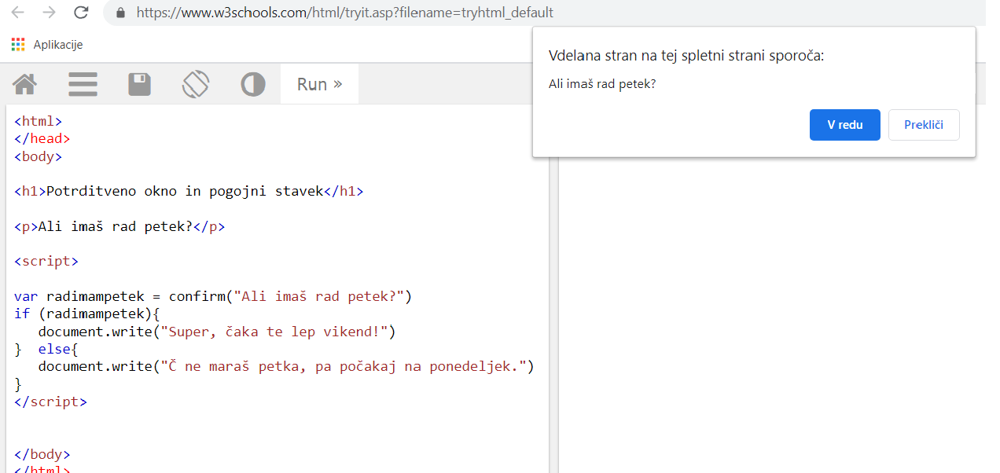 https://www.w3schools.com/html/tryit.asp?filename=tryhtml_default
Aplikacije
Vdelana stran na tej spletni strani sporoča:
Ali imaš rad petek?
V redu Prekliči
Run »
<html>
</head>
<body>
<h1>Potrditveno okno in pogojni stavek</h1>
<p>Ali imaš rad petek?</p>
<script>
var radimampetek = confirm("Ali imaš rad petek?")
if (radimampetek){
document.write("Super, čaka te lep vikend!")
} else{
document.write("Č ne maraš petka, pa počakaj na ponedeljek.")
}
</script>
</body>
</html>